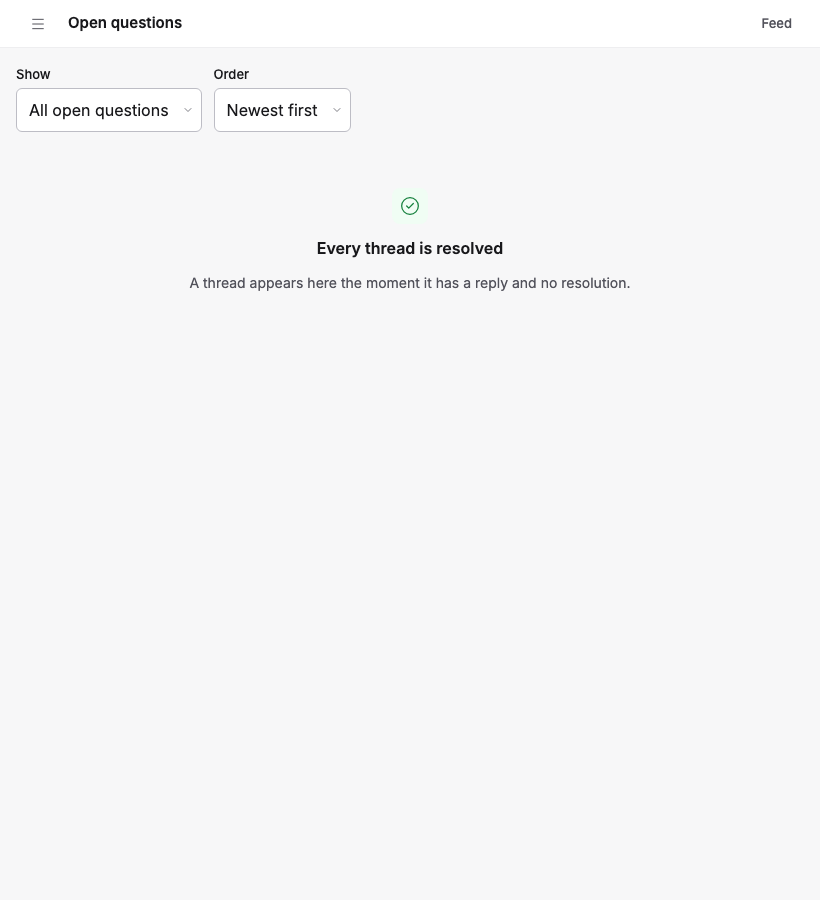 Open questions
Feed
Show
Order
All open questions
Newest first
Every thread is resolved
A thread appears here the moment it has a reply and no resolution.